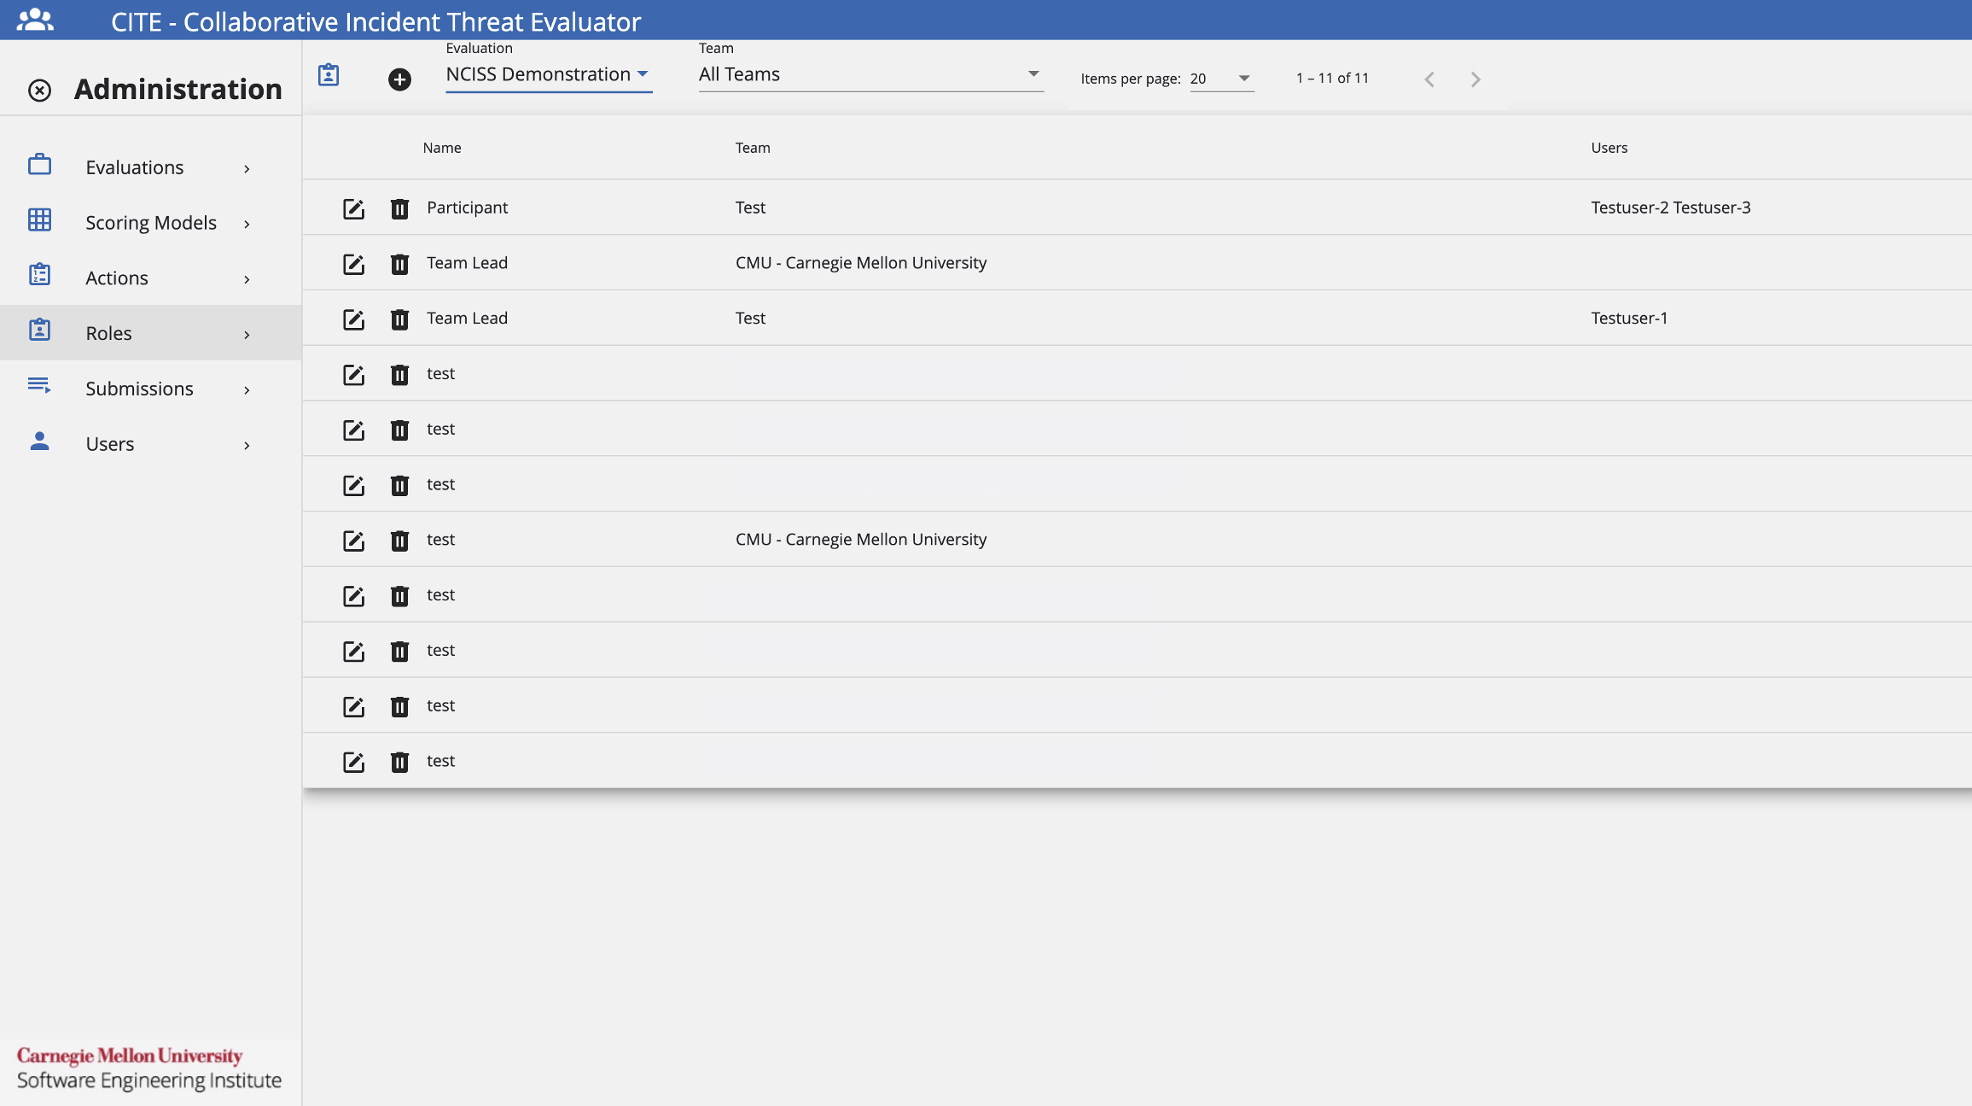 CITE - Collaborative Incident Threat Evaluator
Administration
Evaluations
Scoring Models
Actions
Roles
Submissions
Users
Evaluation
NCISS Demonstration
Team
All Teams
Items per page: 20
1 – 11 of 11
Name Team Users
Participant Test Testuser-2 Testuser-3
Team Lead CMU - Carnegie Mellon University
Team Lead Test Testuser-1
test
test
test
test CMU - Carnegie Mellon University
test
test
test
test
Carnegie Mellon University
Software Engineering Institute